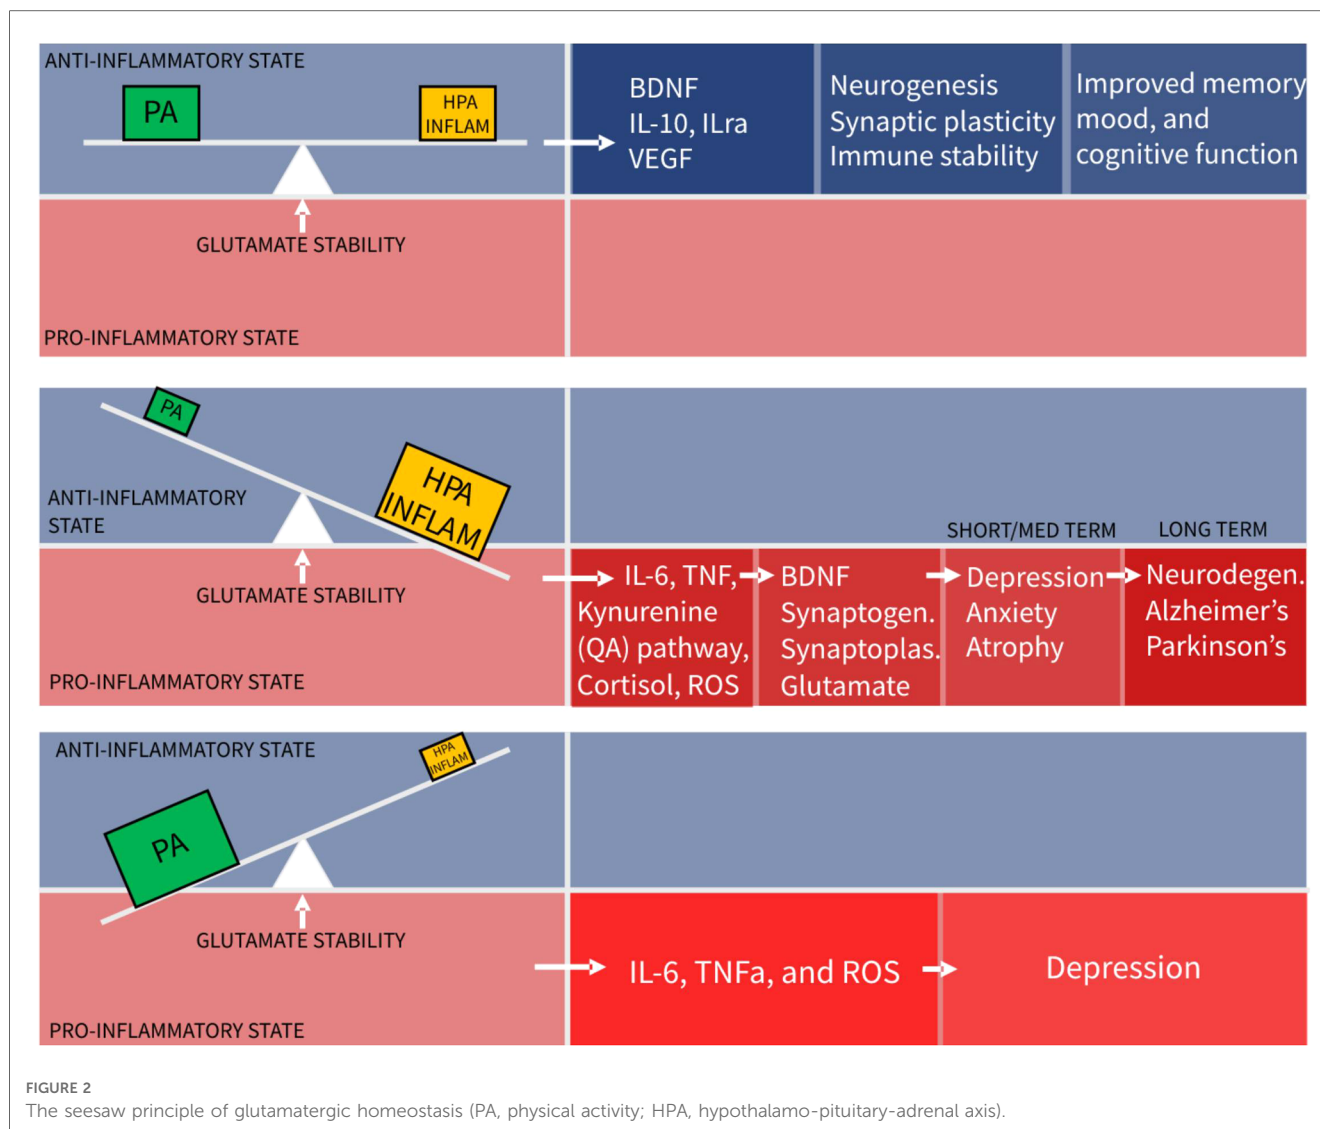 ANTI-INFLAMMATORY STATE
PA
HPA
INFLAM
GLUTAMATE STABILITY
PRO-INFLAMMATORY STATE
BDNF
IL-10, ILra
VEGF
Neurogenesis
Synaptic plasticity
Immune stability
Improved memory
mood, and
cognitive function
PA
HPA
INFLAM
ANTI-INFLAMMATORY
STATE
GLUTAMATE STABILITY
PRO-INFLAMMATORY STATE
SHORT/MED TERM
LONG TERM
IL-6, TNF,
Kynurenine
(QA) pathway,
Cortisol, ROS
BDNF
Synaptogen.
Synaptoplas.
Glutamate
Depression
Anxiety
Atrophy
Neurodegen.
Alzheimer's
Parkinson's
ANTI-INFLAMMATORY STATE
HPA
INFLAM
PA
GLUTAMATE STABILITY
PRO-INFLAMMATORY STATE
IL-6, TNFa, and ROS
Depression
FIGURE 2
The seesaw principle of glutamatergic homeostasis (PA, physical activity; HPA, hypothalamo-pituitary-adrenal axis).